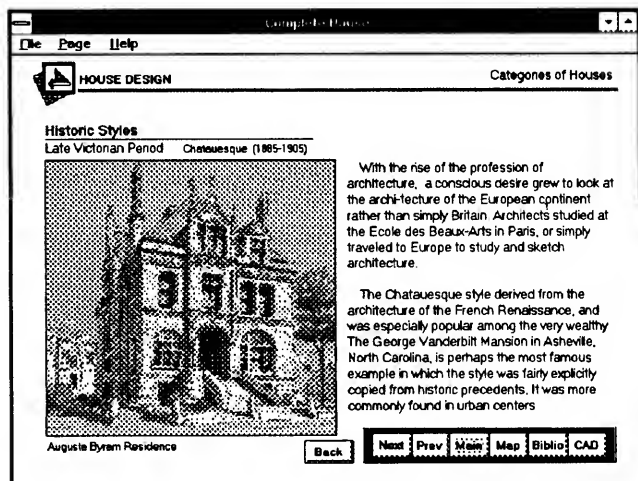 Complete House
File Page Help
HOUSE DESIGN
Categories of Houses
Historic Styles
Late Victorian Period Chatauesque (1885-1905)
With the rise of the profession of
architecture, a conscious desire grew to look
at the archi-tecture of the European continent
rather than simply Britain. Architects studied at
the Ecole des Beaux-Arts in Paris, or simply
traveled to Europe to study and sketch
architecture.
The Chatauesque style derived from the
architecture of the French Renaissance, and
was especially popular among the very wealthy
The George Vanderbilt Mansion in Asheville,
North Carolina, is perhaps the most famous
example in which the style was fairly explicitly
copied from historic precedents. It was more
commonly found in urban centers
Auguste Byram Residence
Back
Next Prev Main Map Biblio CAD